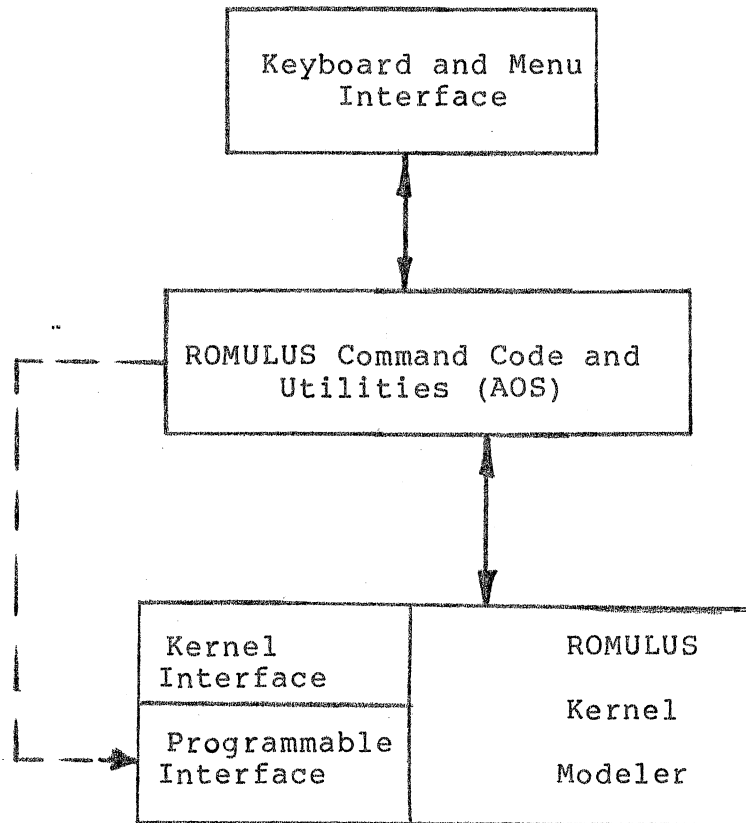 Keyboard and Menu
Interface
ROMULUS Command Code and
Utilities (AOS)
Kernel
Interface
Programmable
Interface
ROMULUS
Kernel
Modeler